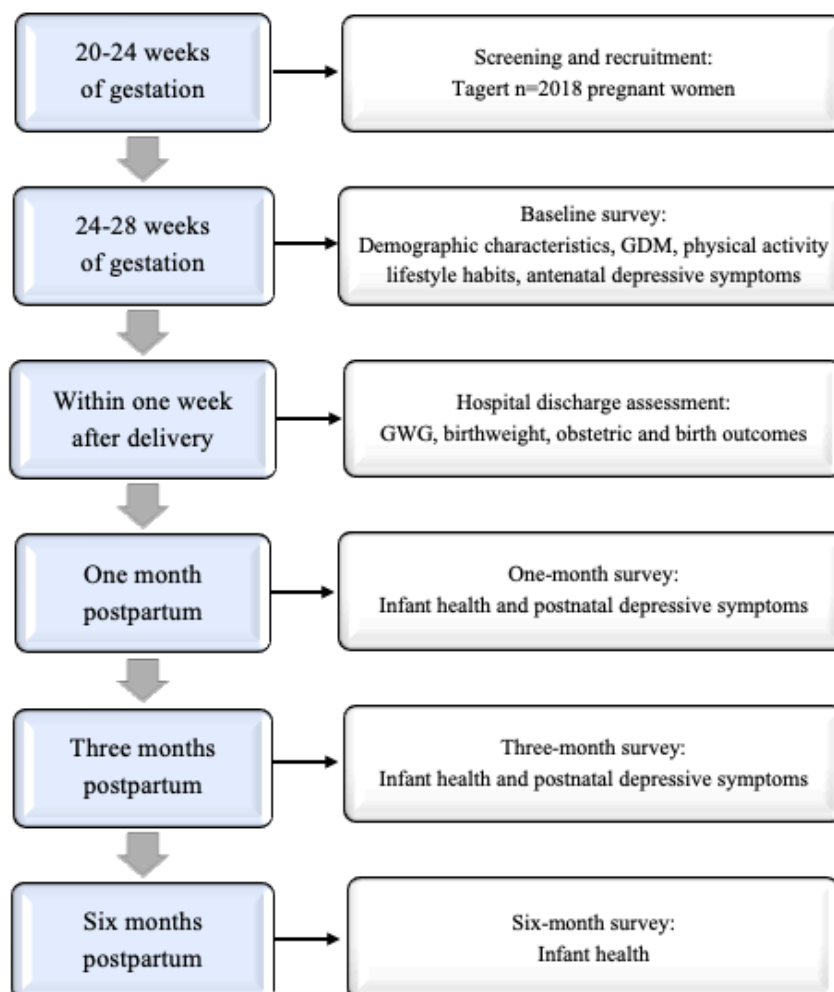 20-24 weeks
of gestation
Screening and recruitment:
Tagert n=2018 pregnant women
24-28 weeks
of gestation
Baseline survey:
Demographic characteristics, GDM, physical activity
lifestyle habits, antenatal depressive symptoms
Within one week
after delivery
Hospital discharge assessment:
GWG, birthweight, obstetric and birth outcomes
One month
postpartum
One-month survey:
Infant health and postnatal depressive symptoms
Three months
postpartum
Three-month survey:
Infant health and postnatal depressive symptoms
Six months
postpartum
Six-month survey:
Infant health